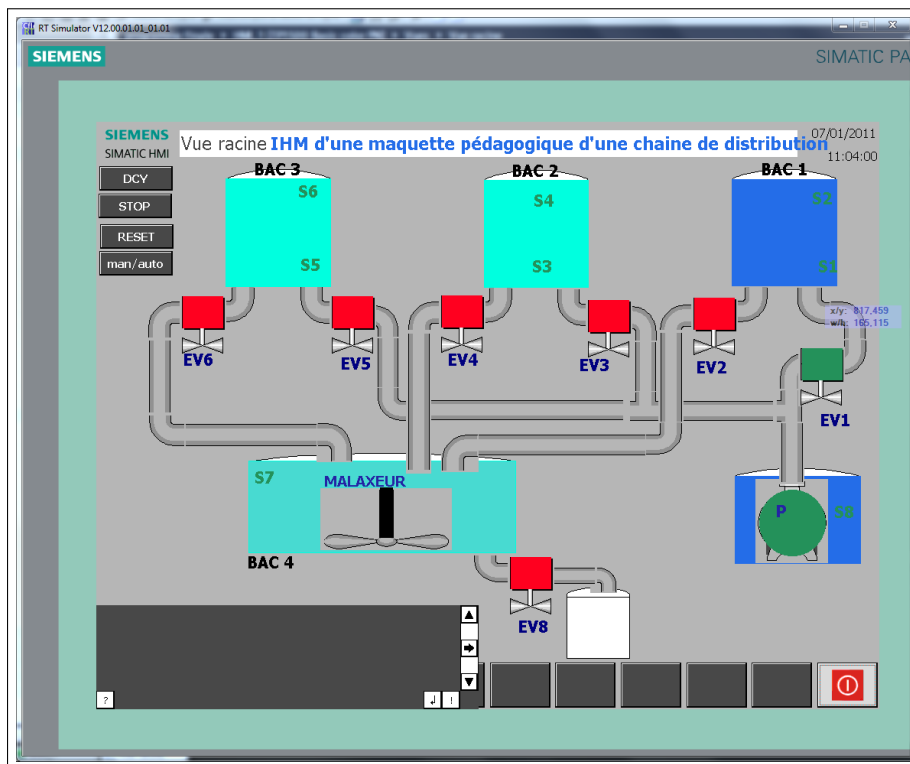 RT Simulator V12.00.01.01_01.01
SIEMENS
SIMATIC PA
SIEMENS
SIMATIC HMI
Vue racine IHM d'une maquette pédagogique d'une chaine de distribution
07/01/2011
11:04:00
DCY
STOP
RESET
man/auto
BAC 3
BAC 2
BAC 1
S6
S4
S2
S5
S3
S1
x/y: 817,459
w/h: 165,115
EV6
EV5
EV4
EV3
EV2
EV1
S7
MALAXEUR
P
S8
BAC 4
EV8
?
!